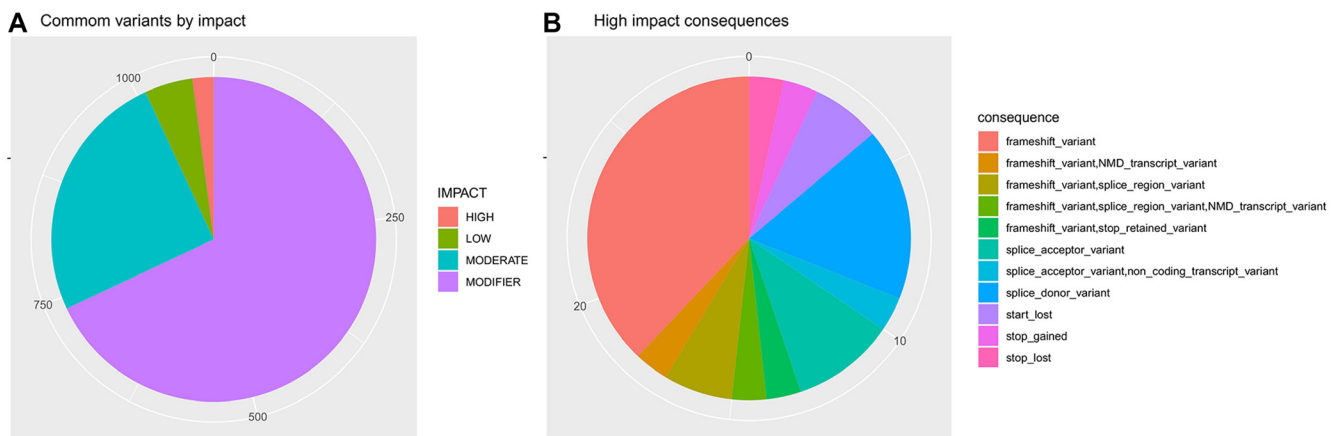 A Commom variants by impact
0
1000
250
750
500
IMPACT
HIGH
LOW
MODERATE
MODIFIER
B High impact consequences
0
20
10
consequence
frameshift_variant
frameshift_variant,NMD_transcript_variant
frameshift_variant,splice_region_variant
frameshift_variant,splice_region_variant,NMD_transcript_variant
frameshift_variant,stop_retained_variant
splice_acceptor_variant
splice_acceptor_variant,non_coding_transcript_variant
splice_donor_variant
start_lost
stop_gained
stop_lost